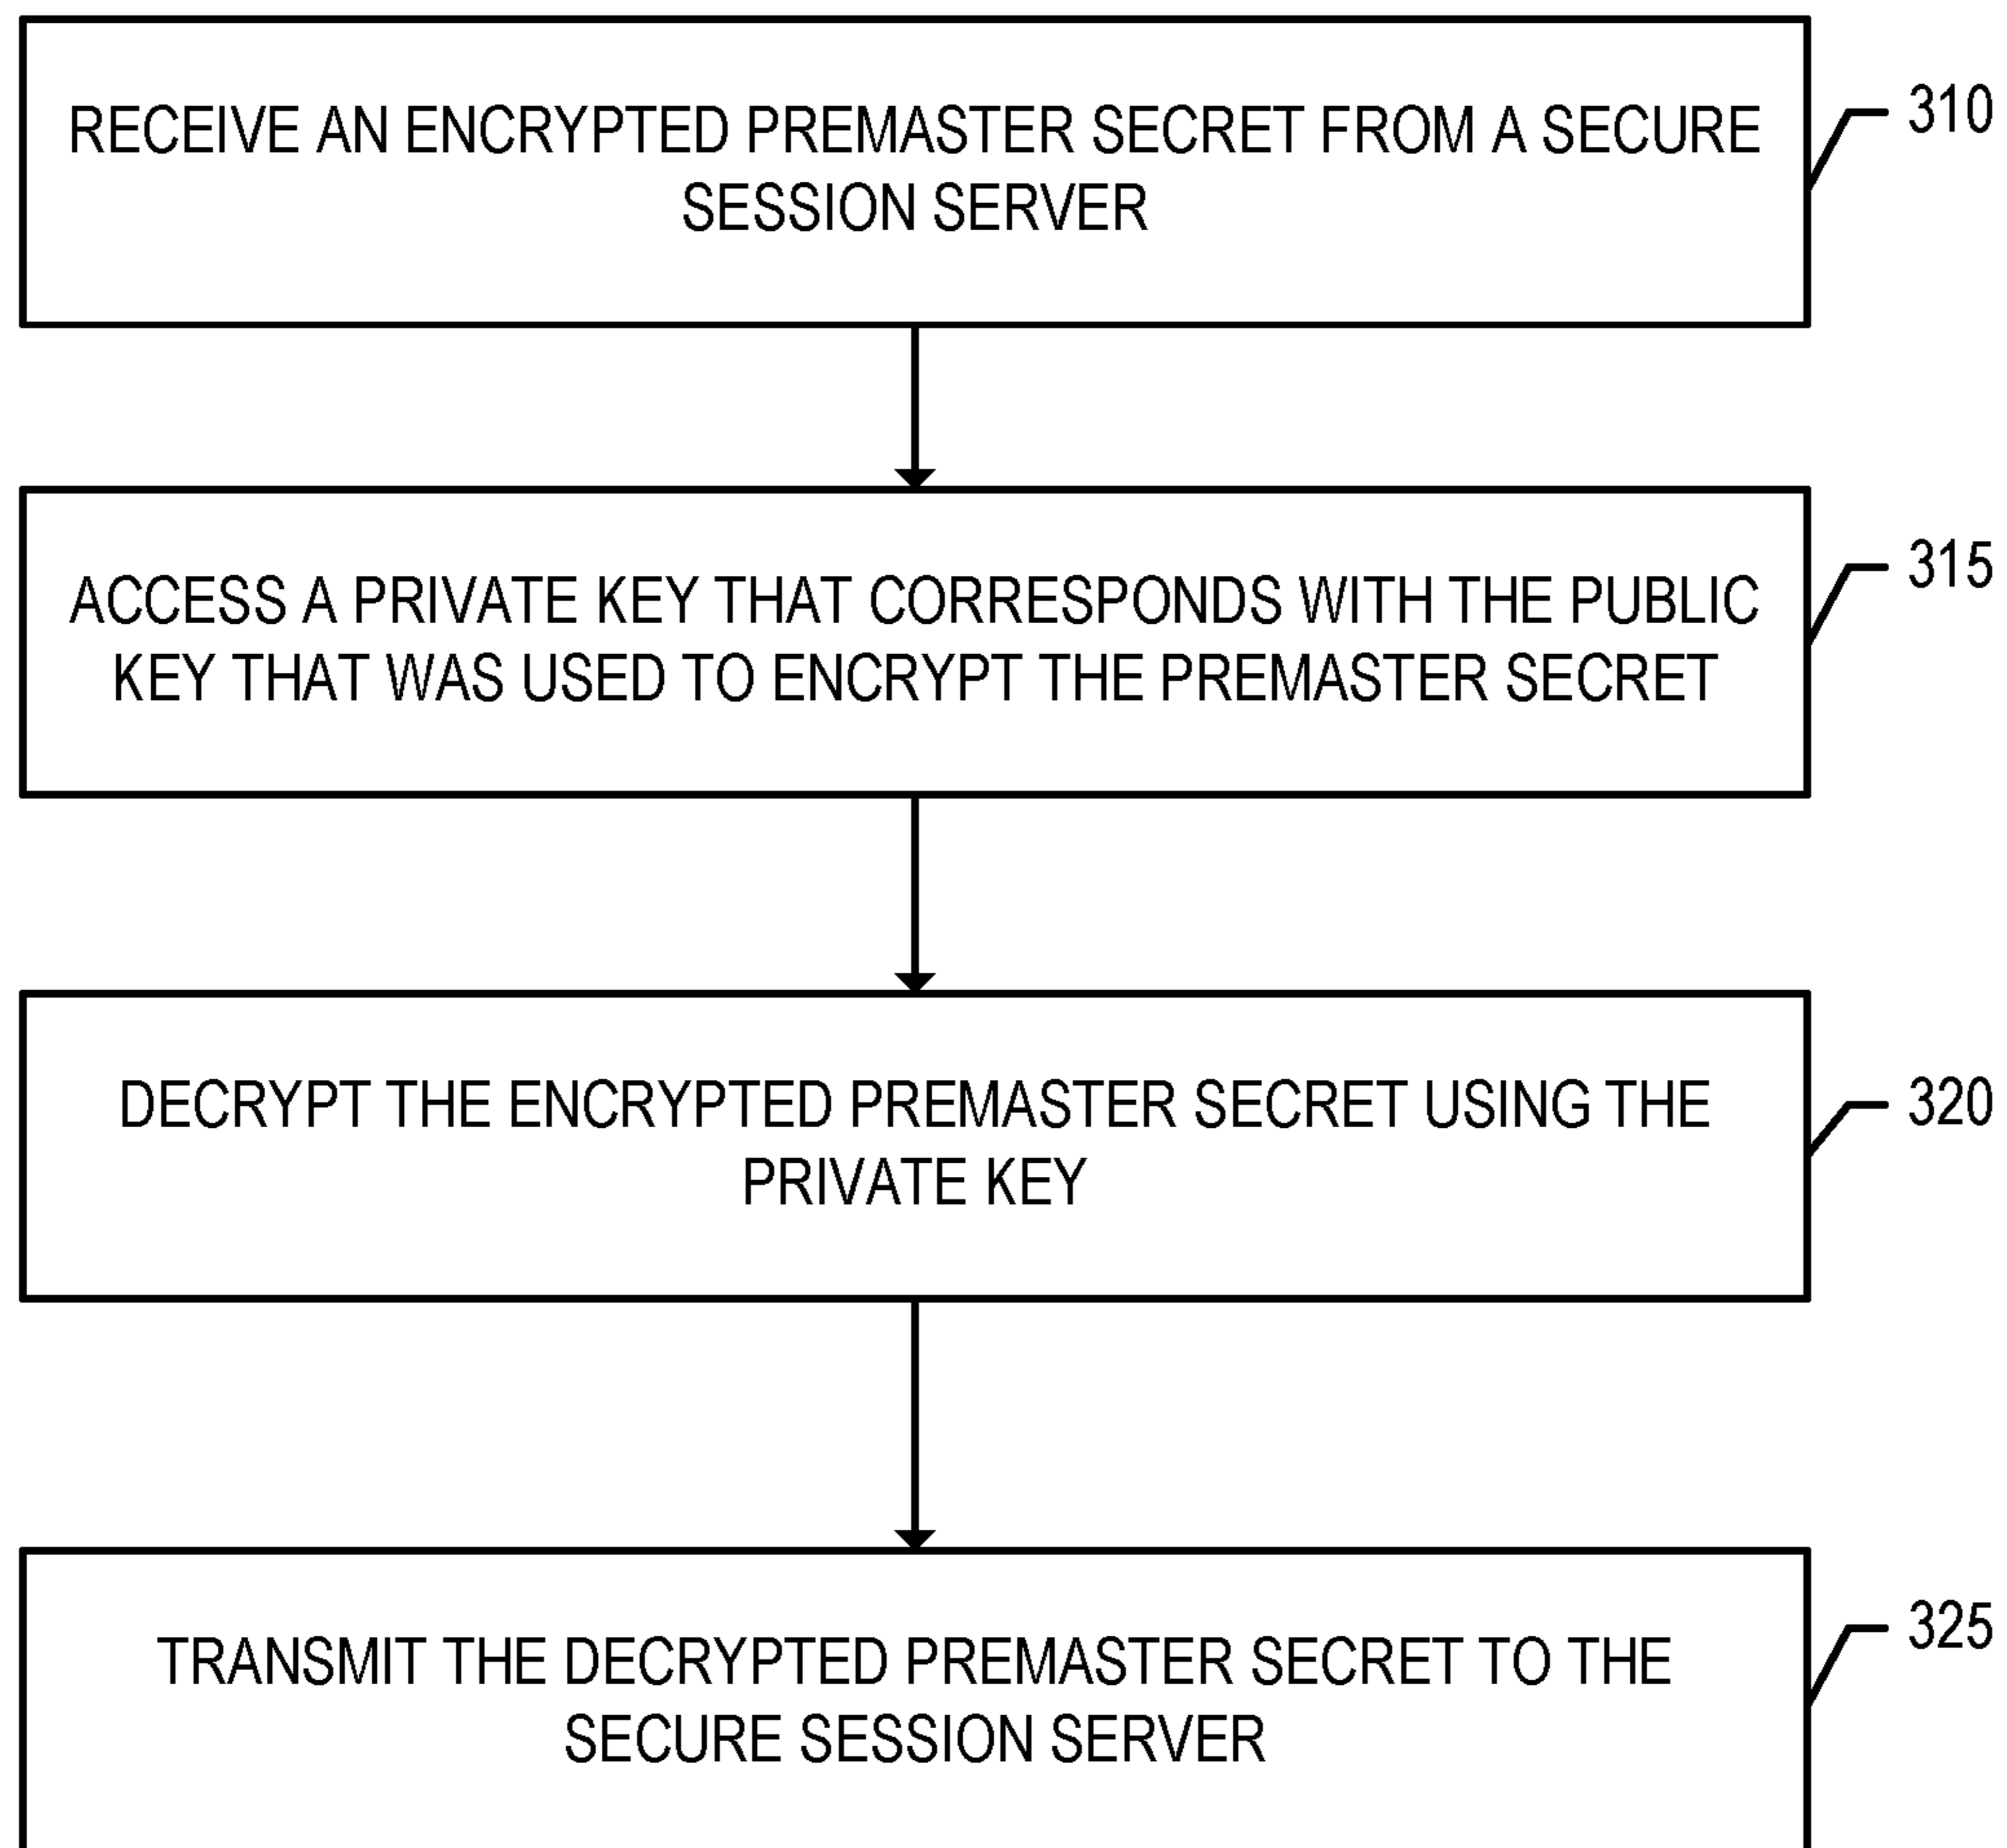 RECEIVE AN ENCRYPTED PREMASTER SECRET FROM A SECURE
SESSION SERVER
310
ACCESS A PRIVATE KEY THAT CORRESPONDS WITH THE PUBLIC
KEY THAT WAS USED TO ENCRYPT THE PREMASTER SECRET
315
DECRYPT THE ENCRYPTED PREMASTER SECRET USING THE
PRIVATE KEY
320
TRANSMIT THE DECRYPTED PREMASTER SECRET TO THE
SECURE SESSION SERVER
325